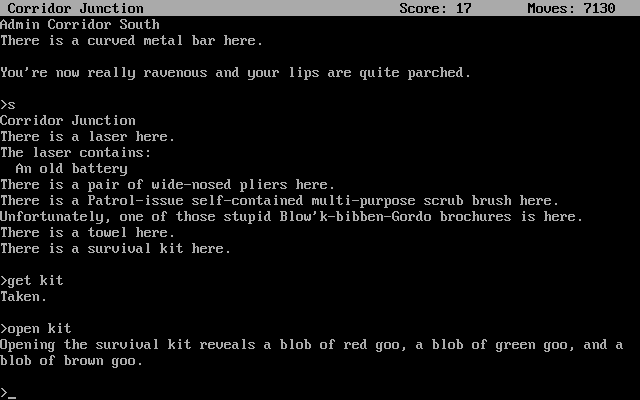 Corridor Junction Score: 17 Moves: 7130
Admin Corridor South
There is a curved metal bar here.
You're now really ravenous and your lips are quite parched.
>s
Corridor Junction
There is a laser here.
The laser contains:
An old battery
There is a pair of wide-nosed pliers here.
There is a Patrol-issue self-contained multi-purpose scrub brush here.
Unfortunately, one of those stupid Blow'k-bibben-Gordo brochures is here.
There is a towel here.
There is a survival kit here.
>get kit
Taken.
>open kit
Opening the survival kit reveals a blob of red goo, a blob of green goo, and a
blob of brown goo.
>_